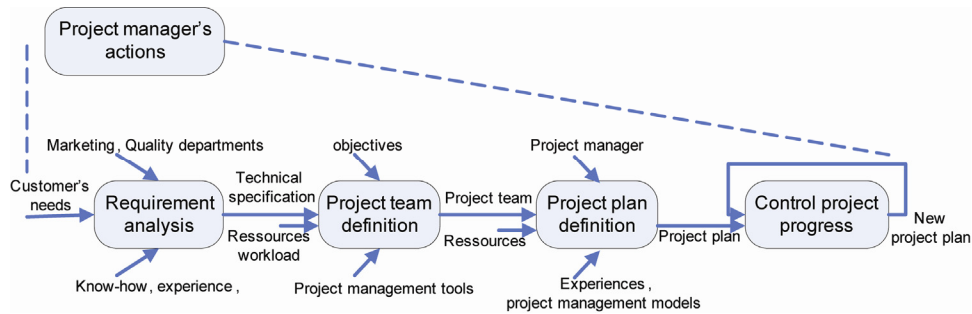 Project manager's
actions
Marketing, Quality departments
objectives
Project manager
Customer's
needs
Requirement
analysis
Technical
specification
Ressources
workload
Project team
definition
Project team
Ressources
Project plan
definition
Project plan
Control project
progress
New
project plan
Know-how, experience,
Project management tools
Experiences,
project management models